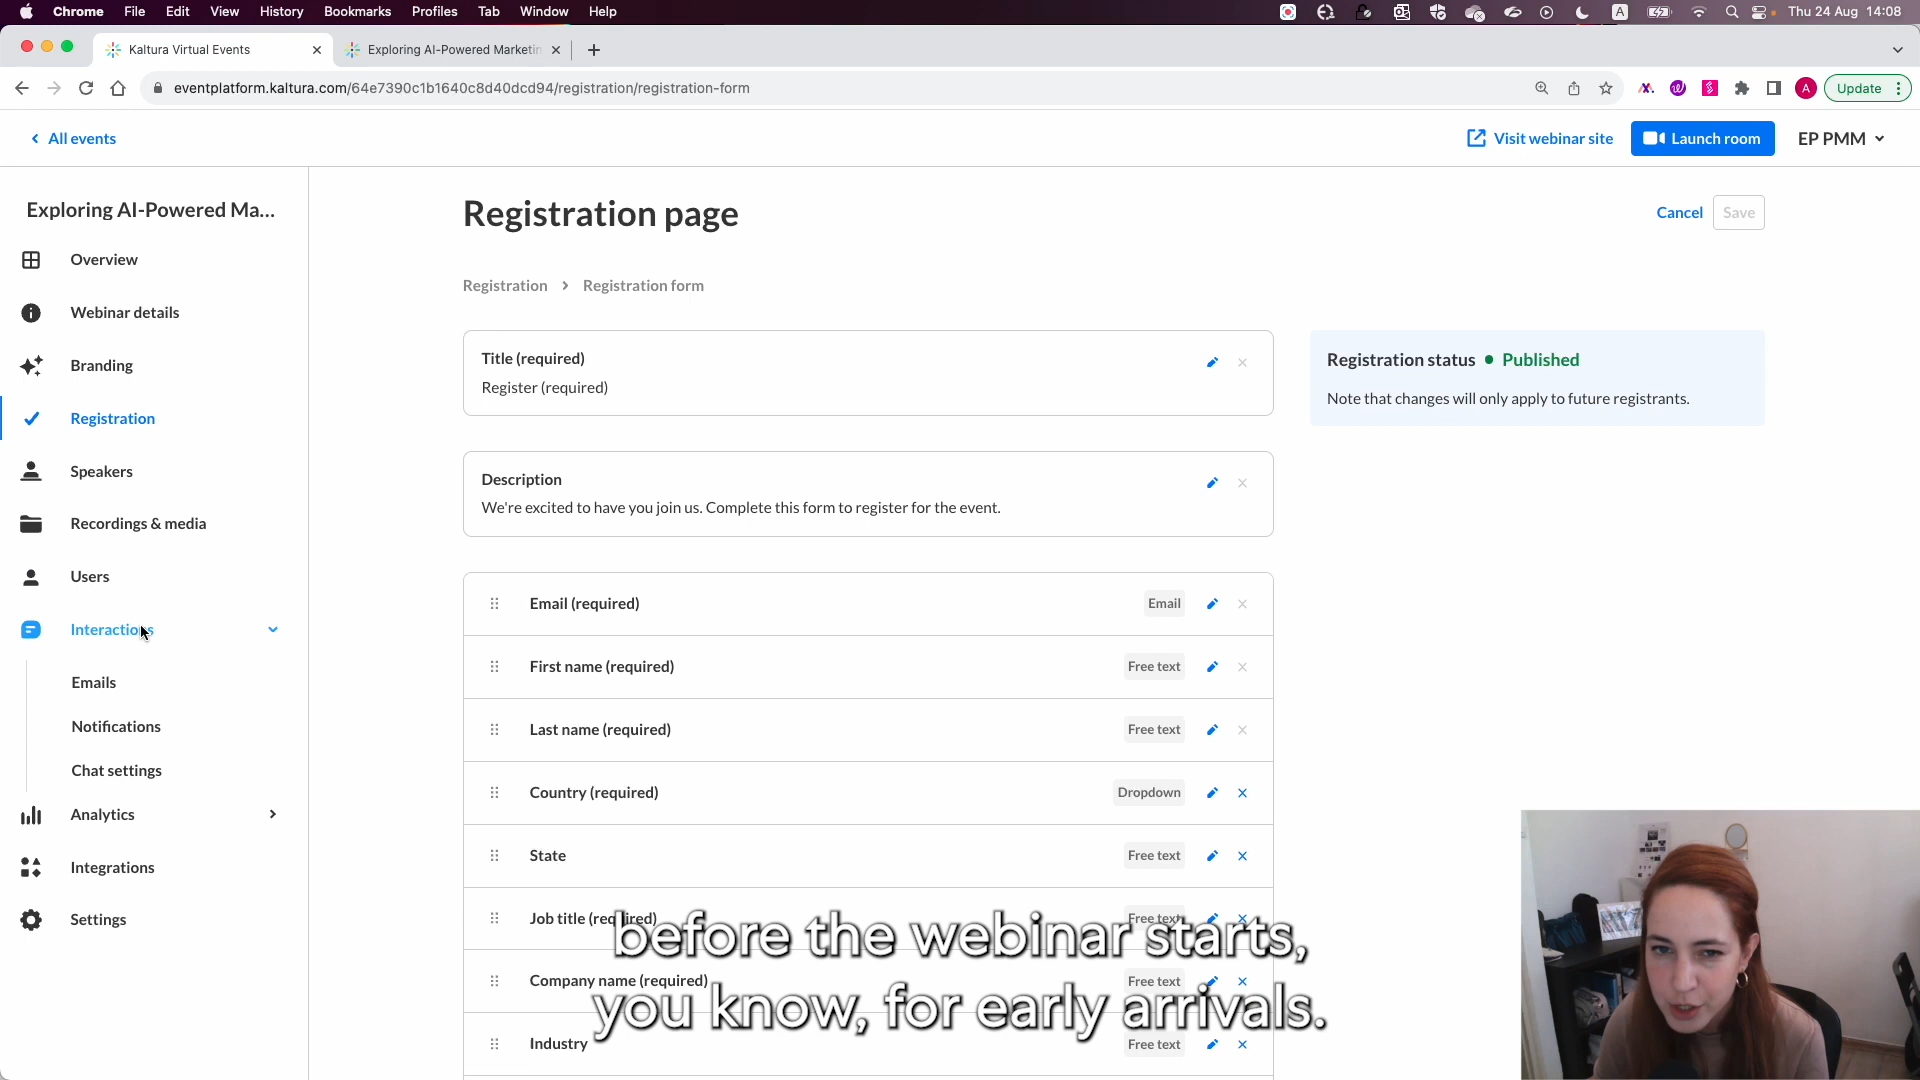 Chrome File Edit View History Bookmarks Profiles Tab Window Help
A
Thu 24 Aug 14:08
Kaltura Virtual Events
Exploring AI-Powered Marketin
eventplatform.kaltura.com/64e7390c1b1640c8d40dcd94/registration/registration-form
A
Update
All events
Visit webinar site
Launch room
EP PMM
Exploring AI-Powered Ma...
Overview
Webinar details
Branding
Registration
Speakers
Recordings & media
Users
Interactions
Emails
Notifications
Chat settings
Analytics
Integrations
Settings
Registration page
Cancel
Save
Registration > Registration form
Title (required)
Register (required)
Description
We're excited to have you join us. Complete this form to register for the event.
Email (required) Email
First name (required) Free text
Last name (required) Free text
Country (required) Dropdown
State Free text
Job title (required) Free text
Company name (required) Free text
Industry Free text
Registration status • Published
Note that changes will only apply to future registrants.
before the webinar starts,
you know, for early arrivals.